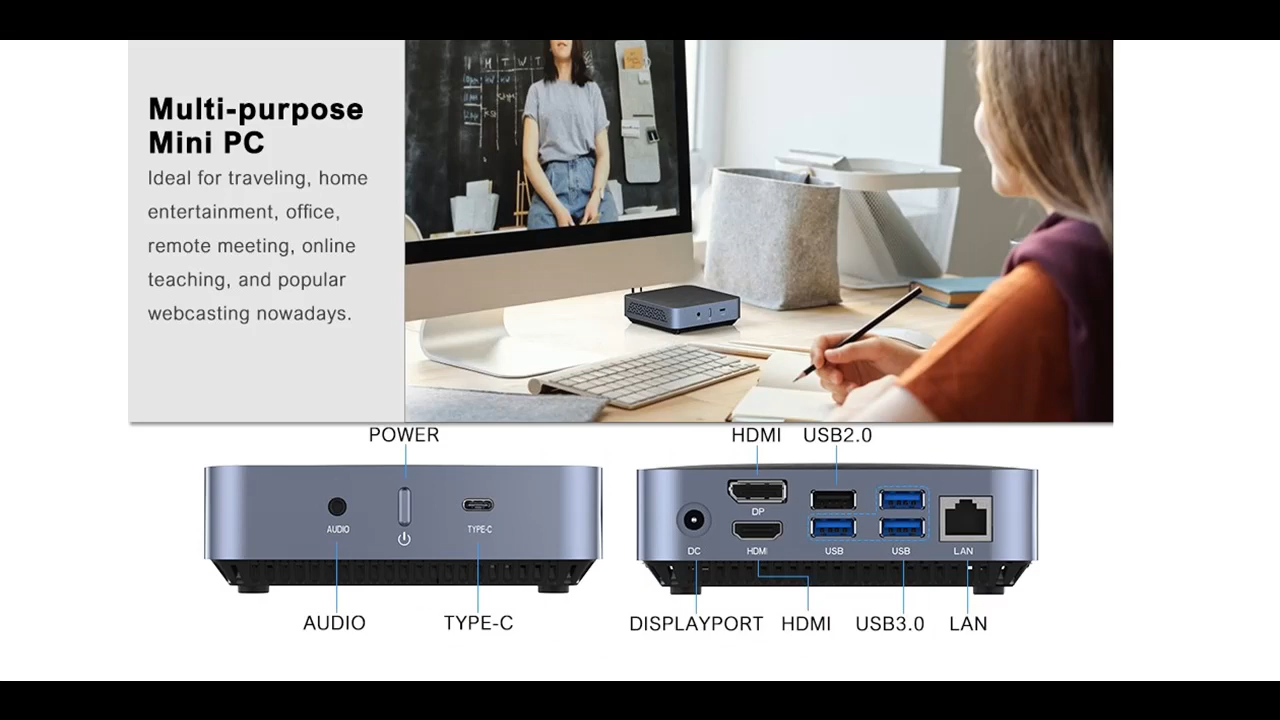 Multi-purpose
Mini PC
Ideal for traveling, home
entertainment, office,
remote meeting, online
teaching, and popular
webcasting nowadays.
M T W T F
POWER
HDMI USB2.0
AUDIO
TYPE-C
DP
DC
HDMI
USB
USB
LAN
AUDIO
TYPE-C
DISPLAYPORT HDMI USB3.0 LAN